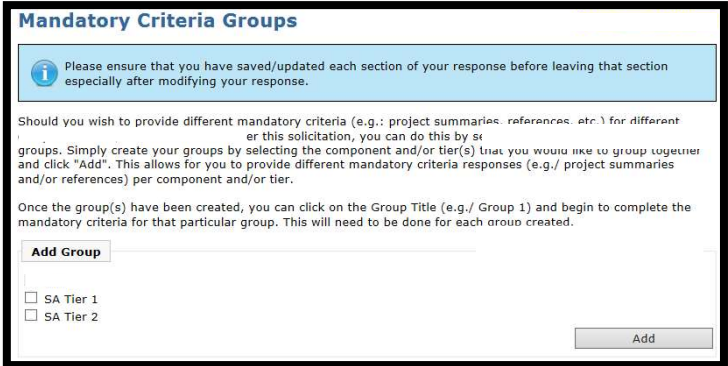 Mandatory Criteria Groups
Please ensure that you have saved/updated each section of your response before leaving that section
especially after modifying your response.
Should you wish to provide different mandatory criteria (e.g.: project summaries, references, etc.) for different
er this solicitation, you can do this by se
groups. Simply create your groups by selecting the component and/or tier(s) that you would like to group together
and click "Add". This allows for you to provide different mandatory criteria responses (e.g./ project summaries
and/or references) per component and/or tier.
Once the group(s) have been created, you can click on the Group Title (e.g./ Group 1) and begin to complete the
mandatory criteria for that particular group. This will need to be done for each group created.
Add Group
SA Tier 1
SA Tier 2
Add